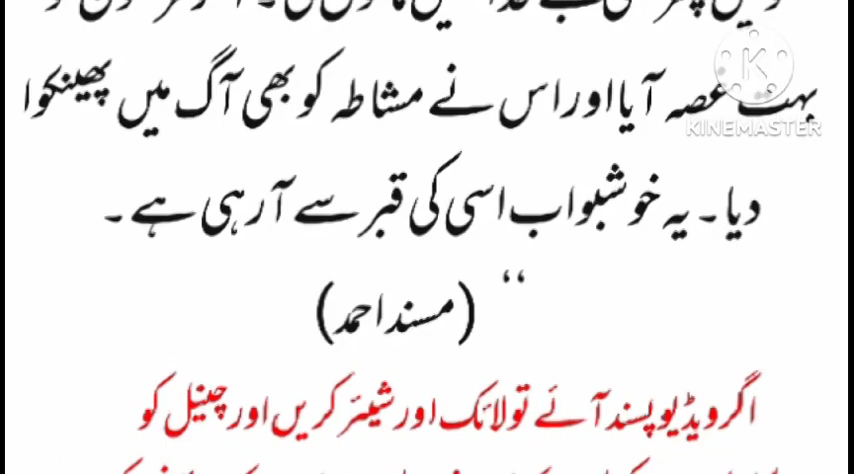 بہت غصہ آیا اور اس نے مشاطہ کو بھی آگ میں پھینکوا
KINEMASTER
دیا۔ یہ خوشبو اب اسی کی قبر سے آ رہی ہے۔
‘‘ (مسند احمد)
اگر ویڈیو پسند آئے تو لائک اور شیئر کریں اور چینل کو